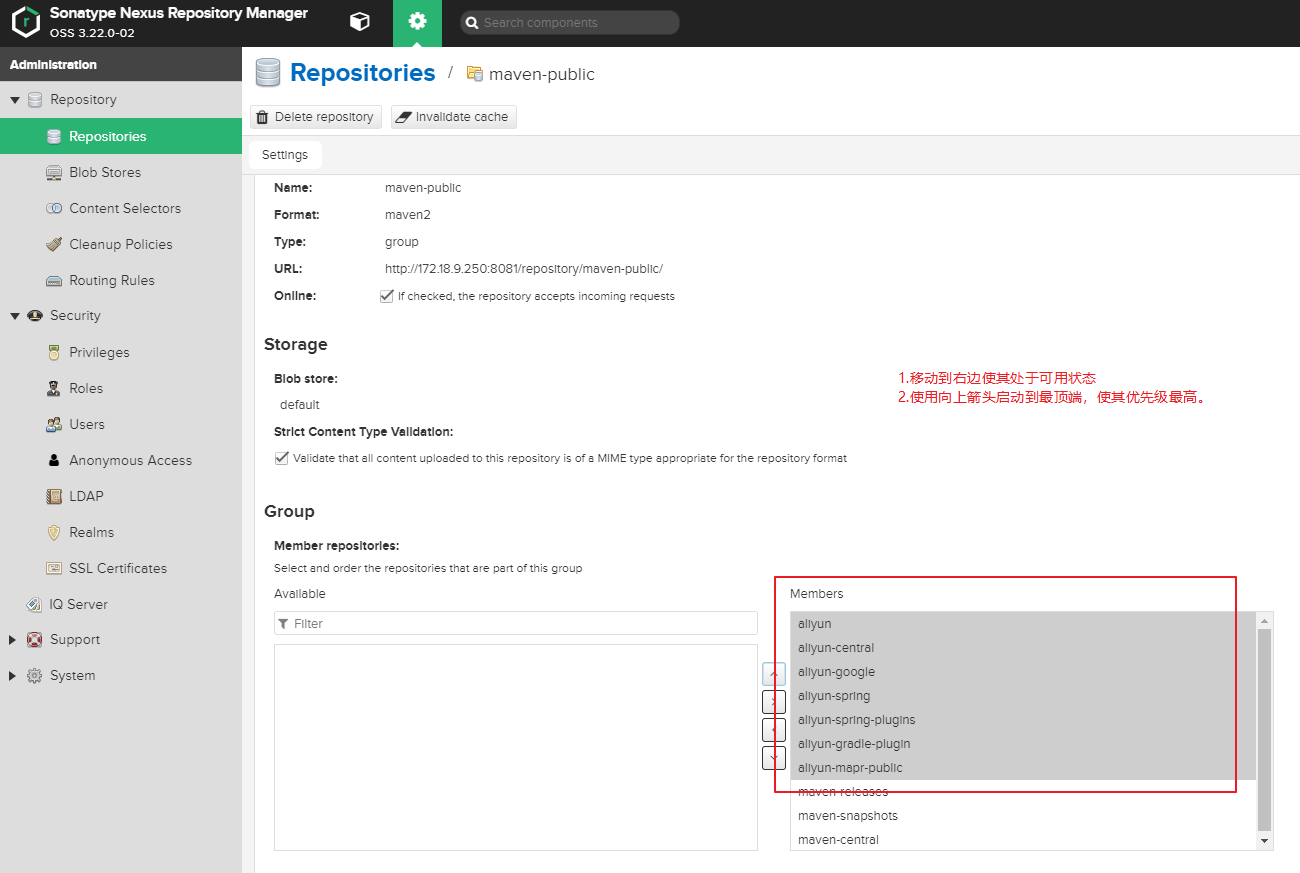 Sonatype Nexus Repository Manager
OSS 3.22.0-02
Search components
Administration
Repository
Repositories
Blob Stores
Content Selectors
Cleanup Policies
Routing Rules
Security
Privileges
Roles
Users
Anonymous Access
LDAP
Realms
SSL Certificates
IQ Server
Support
System
Repositories / maven-public
Delete repository
Invalidate cache
Settings
Name: maven-public
Format: maven2
Type: group
URL: http://172.18.9.250:8081/repository/maven-public/
Online: If checked, the repository accepts incoming requests
Storage
Blob store:
default
Strict Content Type Validation:
Validate that all content uploaded to this repository is of a MIME type appropriate for the repository format
1.移动到右边使其处于可用状态
2.使用向上箭头启动到最顶端，使其优先级最高。
Group
Member repositories:
Select and order the repositories that are part of this group
Available
Filter
Members
aliyun
aliyun-central
aliyun-google
aliyun-spring
aliyun-spring-plugins
aliyun-gradle-plugin
aliyun-mapr-public
maven-releases
maven-snapshots
maven-central